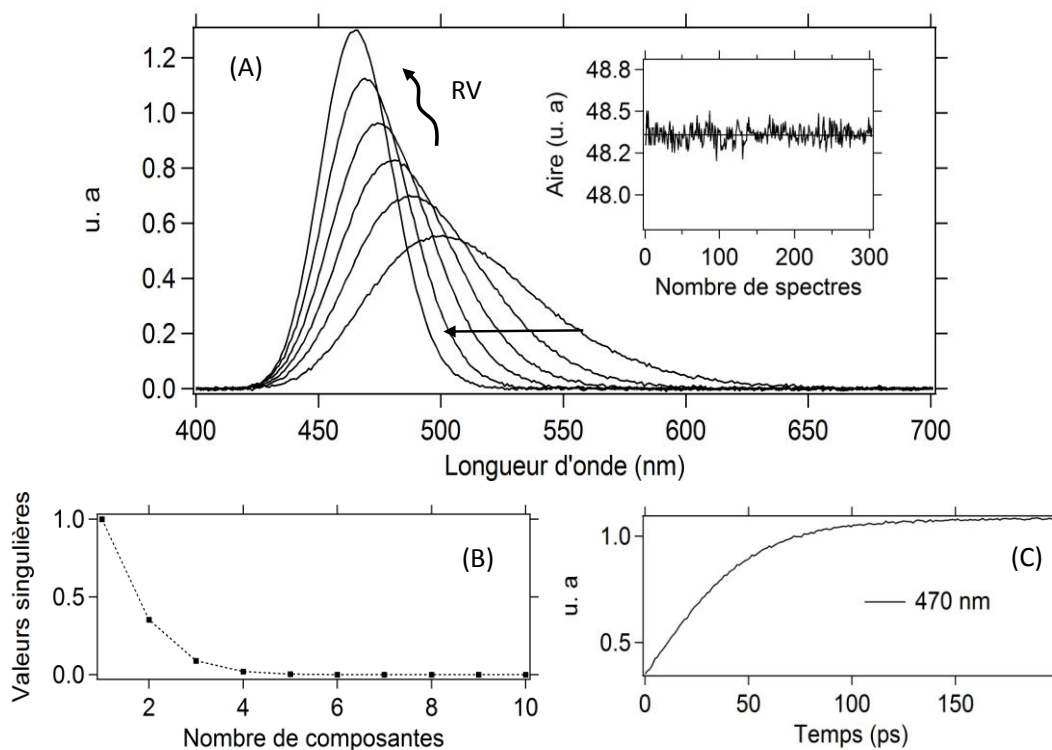 (A)
RV
u. a
1.2
1.0
0.8
0.6
0.4
0.2
0.0
400 450 500 550 600 650 700
Longueur d'onde (nm)
Aire (u. a)
48.8
48.5
48.2
48.0
0 100 200 300
Nombre de spectres
(B)
Valeurs singulières
1.0
0.5
0.0
2 4 6 8 10
Nombre de composantes
(C)
u. a
1.0
0.5
470 nm
0 50 100 150
Temps (ps)